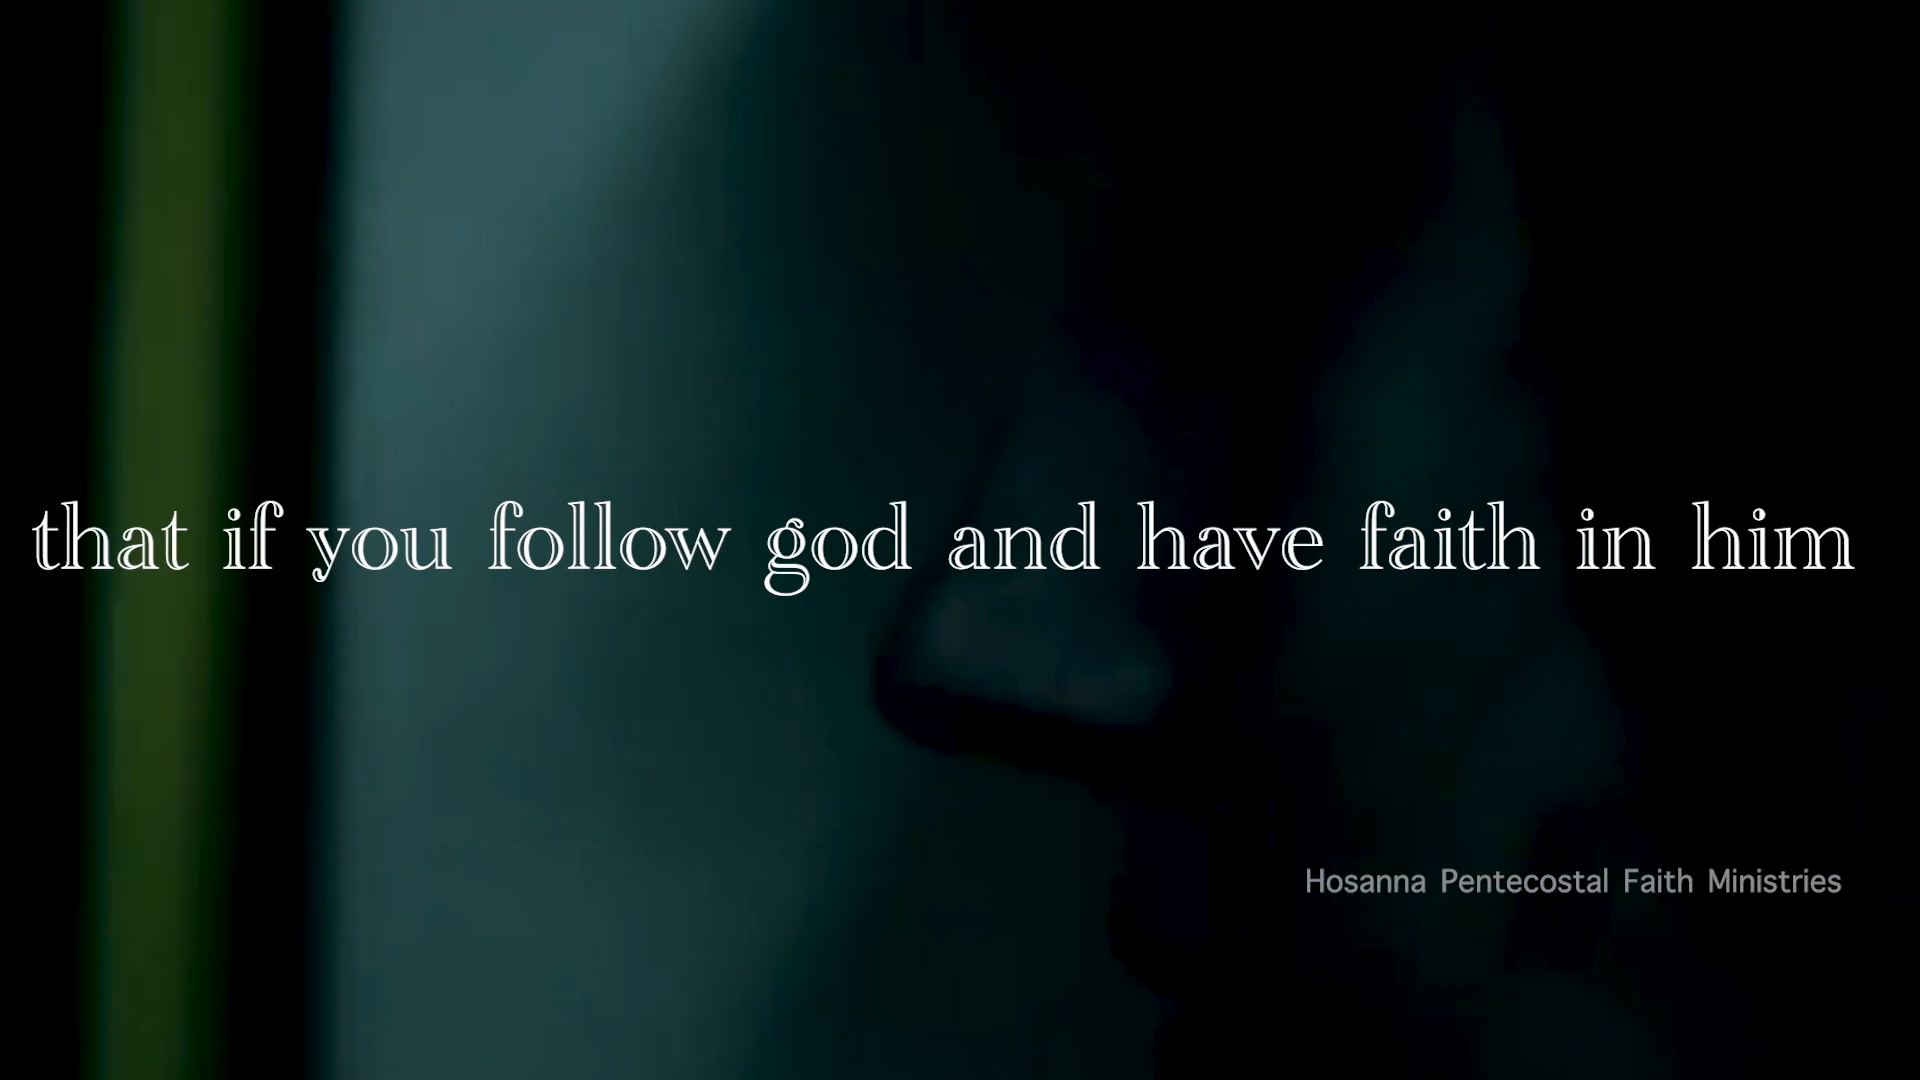 that if you follow god and have faith in him
Hosanna Pentecostal Faith Ministries